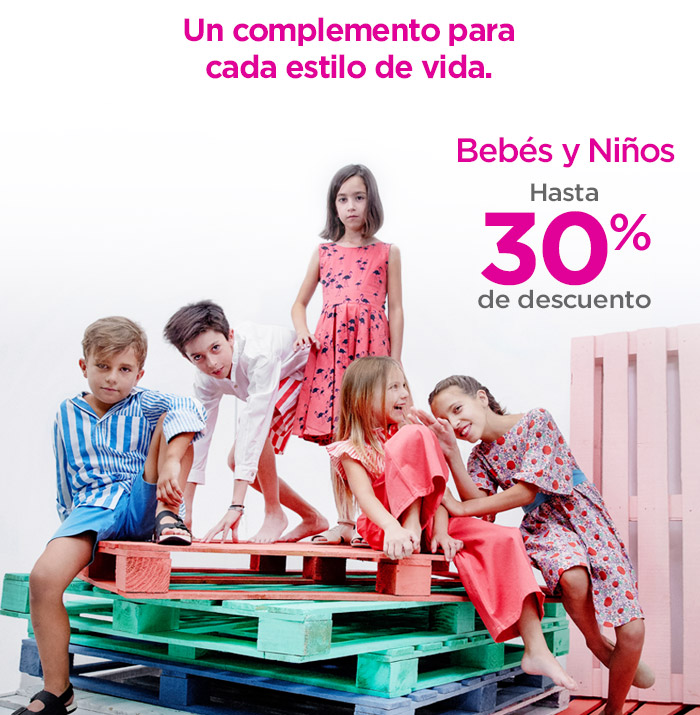 Un complemento para
cada estilo de vida.
Bebés y Niños
Hasta
30%
de descuento